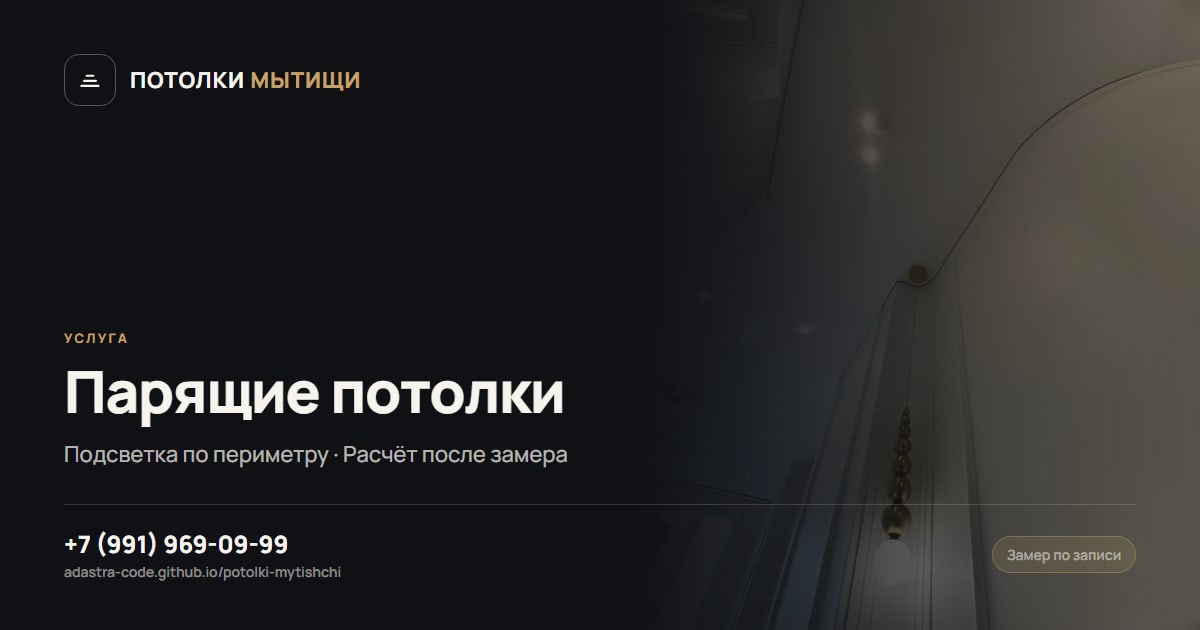 ПОТОЛКИ МЫТИЩИ
УСЛУГА
Парящие потолки
Подсветка по периметру · Расчёт после замера
+7 (991) 969-09-99
adastra-code.github.io/potolki-mytishchi
Замер по записи